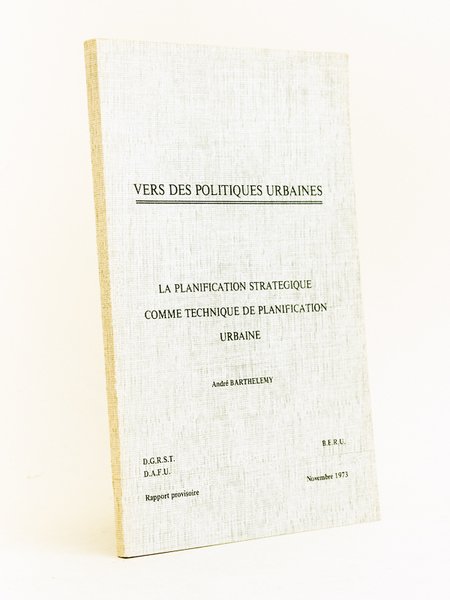 VERS DES POLITIQUES URBAINES
LA PLANIFICATION STRATEGIQUE
COMME TECHNIQUE DE PLANIFICATION
URBAINE
André BARTHELEMY
D.G.R.S.T.
B.E.R.U.
D.A.F.U.
Rapport provisoire
Novembre 1973